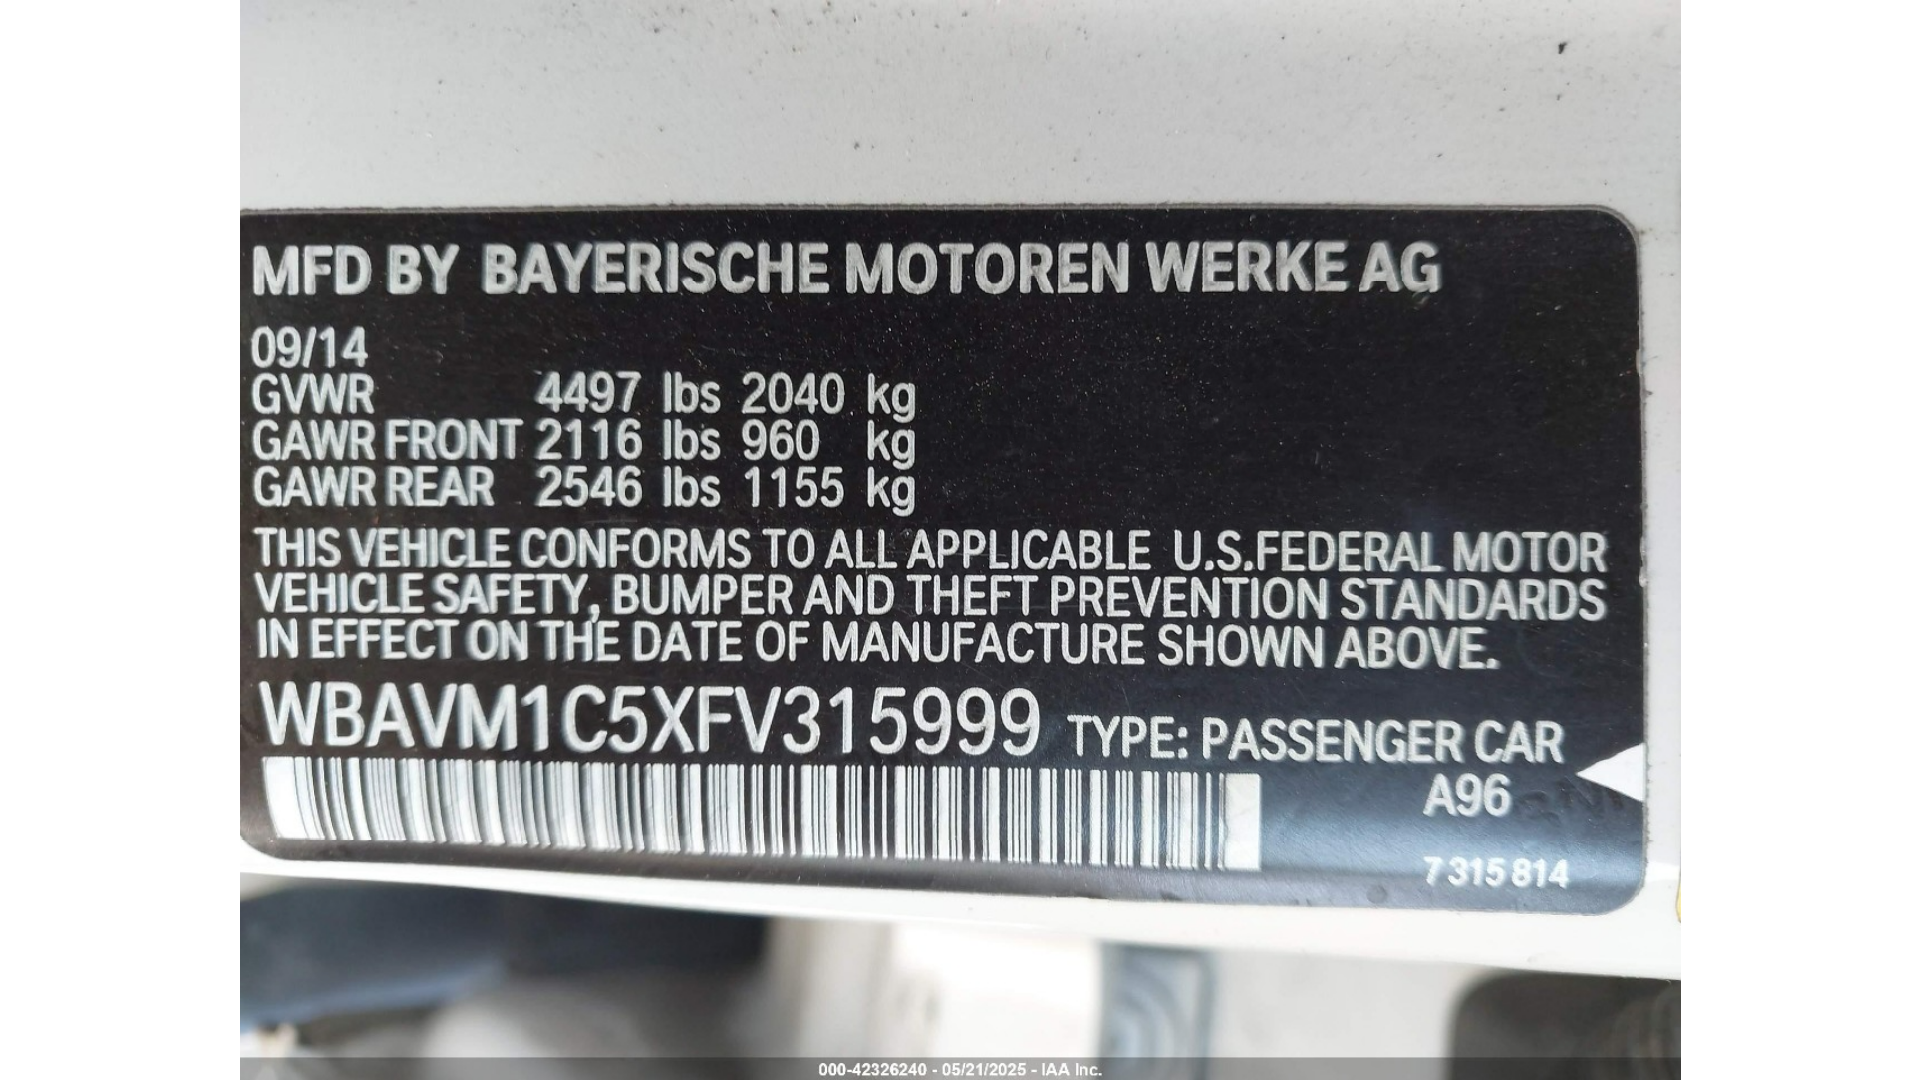 MFD BY BAYERISCHE MOTOREN WERKE AG
09/14
GVWR 4497 lbs 2040 kg
GAWR FRONT 2116 lbs 960 kg
GAWR REAR 2546 lbs 1155 kg
THIS VEHICLE CONFORMS TO ALL APPLICABLE U.S.FEDERAL MOTOR
VEHICLE SAFETY, BUMPER AND THEFT PREVENTION STANDARDS
IN EFFECT ON THE DATE OF MANUFACTURE SHOWN ABOVE.
WBAVM1C5XFV315999 TYPE: PASSENGER CAR
A96
7 315 814
000-42326240 - 05/21/2025 - IAA Inc.